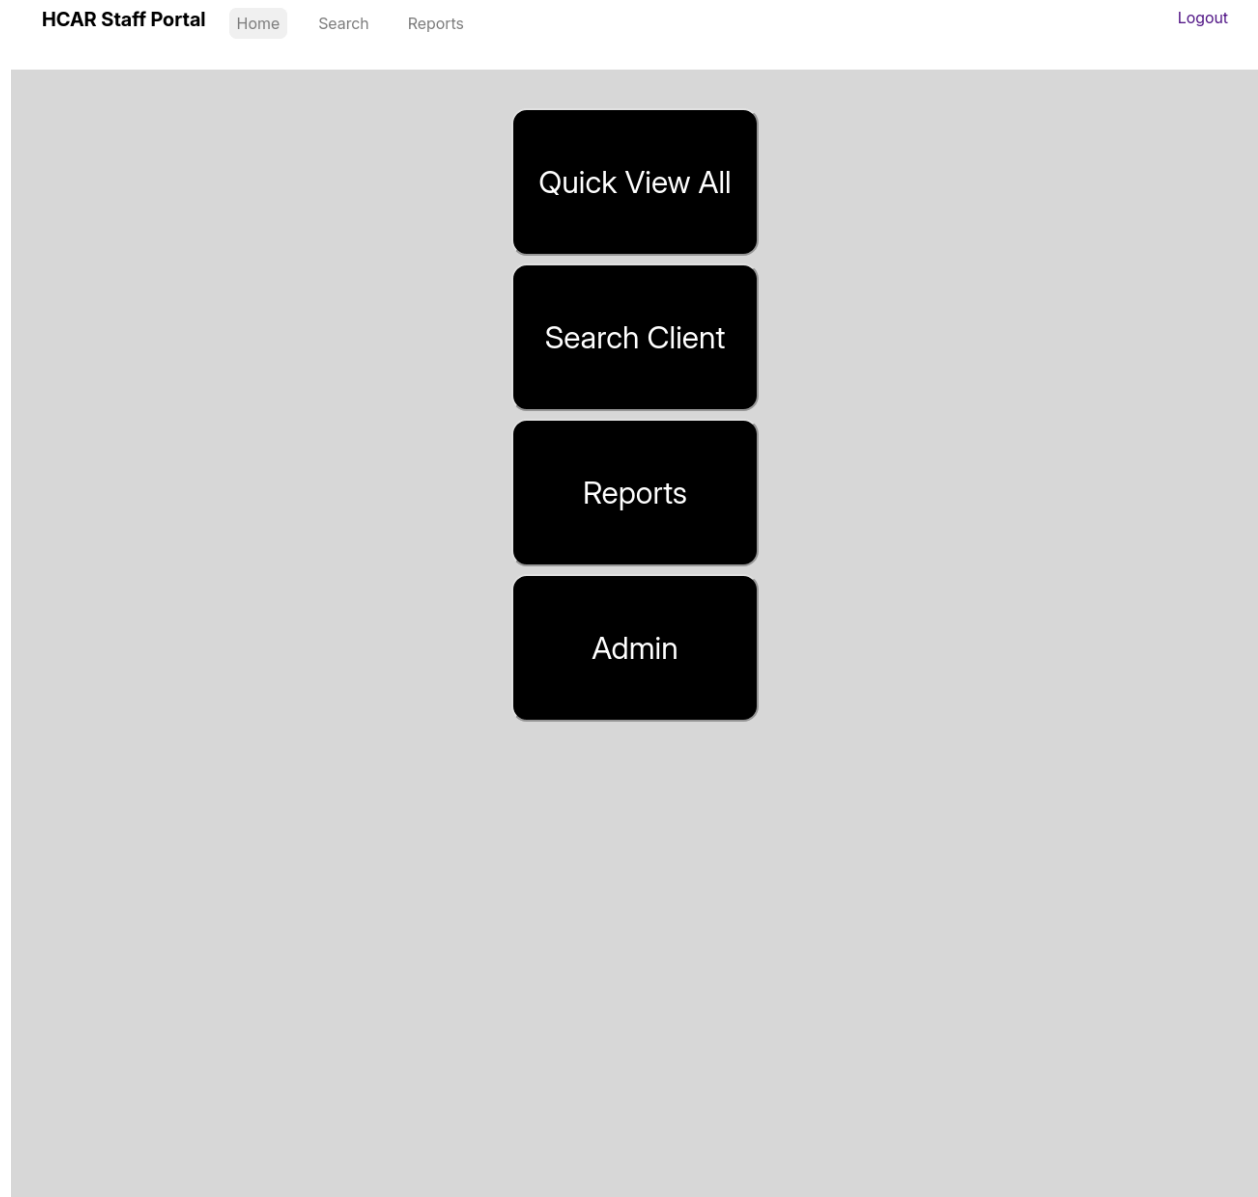 HCAR Staff Portal Home Search Reports Logout
Quick View All
Search Client
Reports
Admin